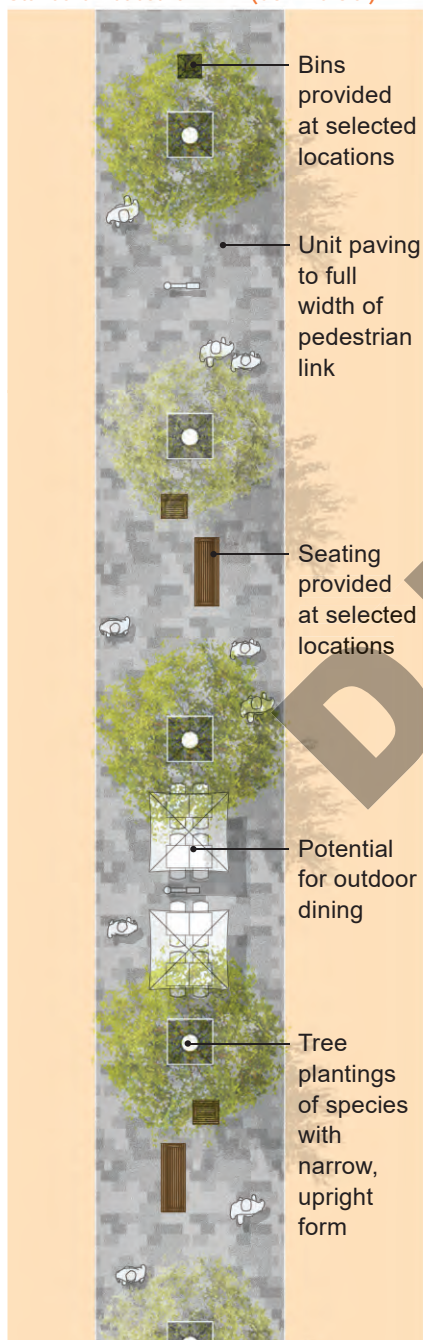 Bins
provided
at selected
locations
Unit paving
to full
width of
pedestrian
link
Seating
provided
at selected
locations
Potential
for outdoor
dining
Tree
plantings
of species
with
narrow,
upright
form